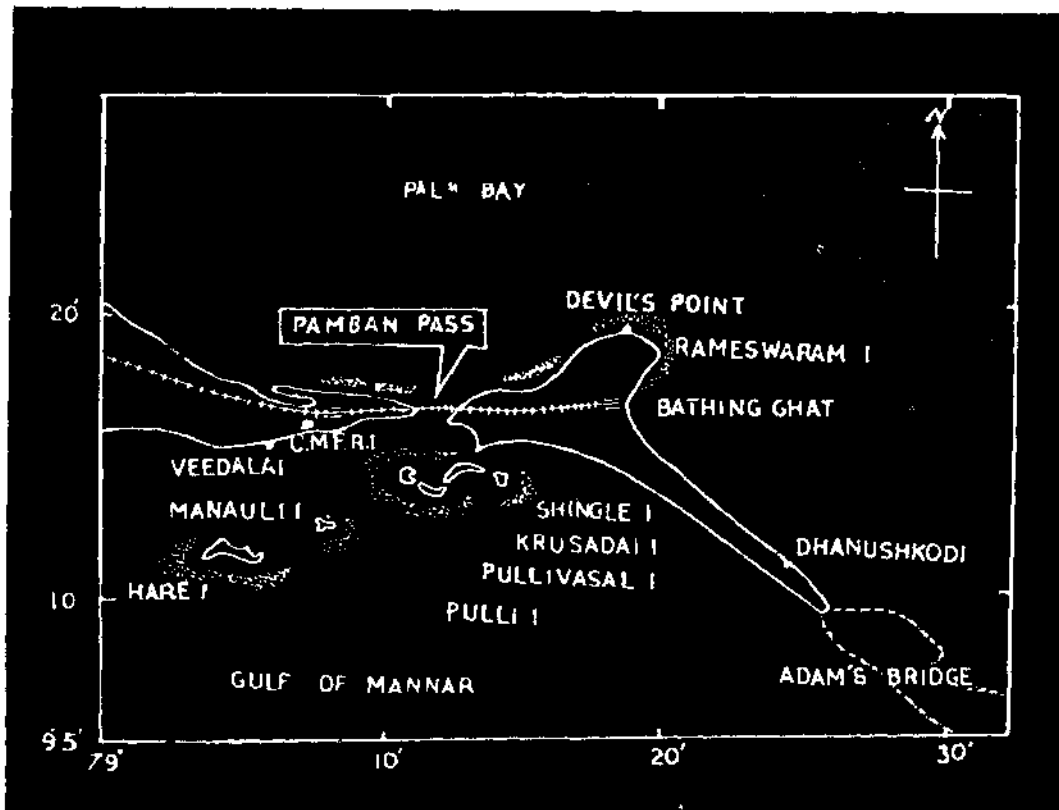 N
PALK BAY
20'
DEVIL'S POINT
PAMBAN PASS
RAMESWARAM I
BATHING GHAT
C.M.F.R.I
VEEDALAI
MANAULI I
SHINGLE I
KRUSADAI I
DHANUSHKODI
PULLIVASAL I
HARE I
10
PULLI I
GULF OF MANNAR
ADAM'S BRIDGE
9 5'
79'
10'
20'
30'